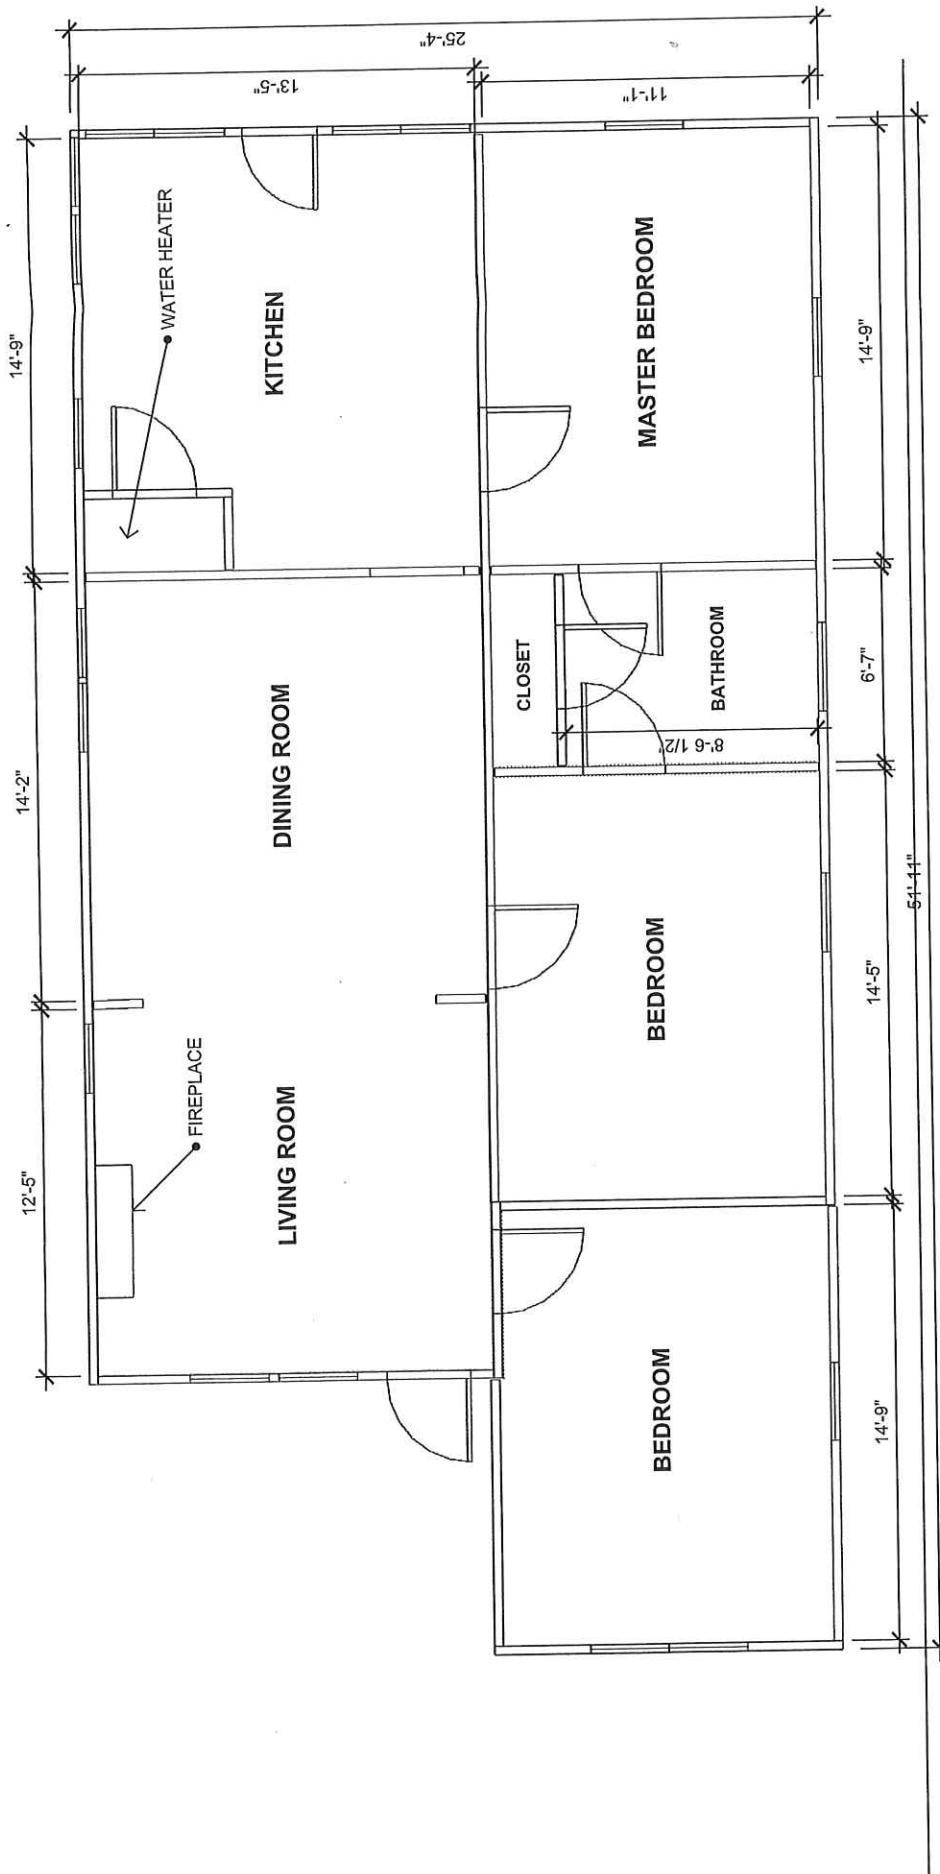 25'-4"
13'-5"
11'-1"
14'-9"
WATER HEATER
KITCHEN
MASTER BEDROOM
14'-9"
14'-2"
DINING ROOM
CLOSET
BATHROOM
6'-7"
8'-6 1/2"
51'-11"
12'-5"
FIREPLACE
LIVING ROOM
BEDROOM
14'-5"
BEDROOM
14'-9"